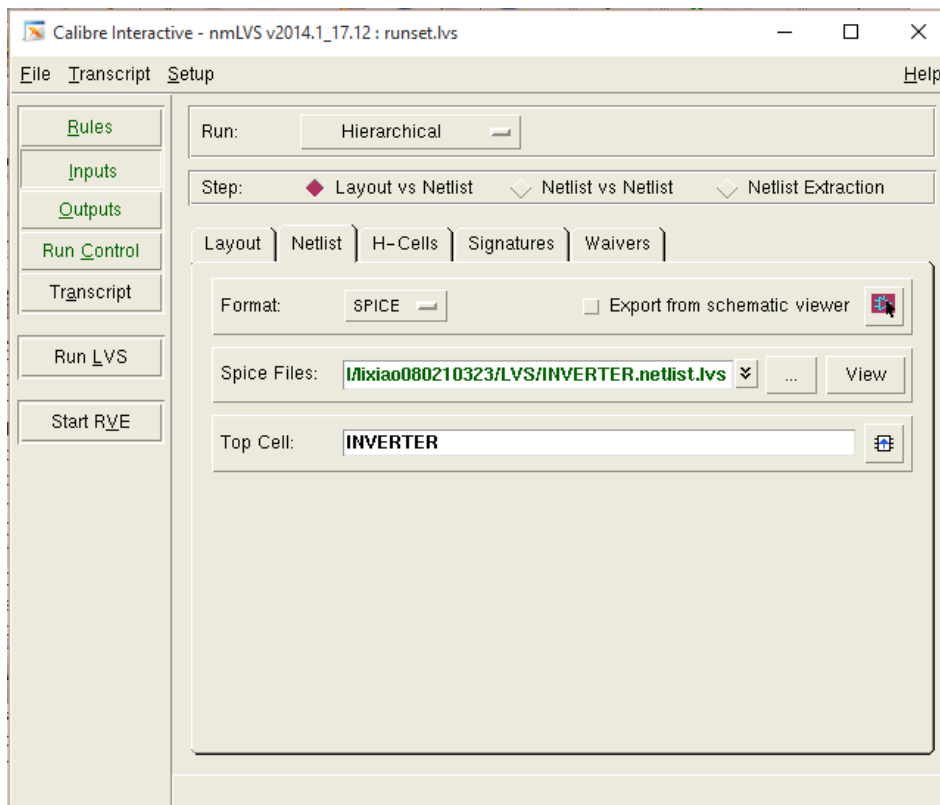 Calibre Interactive - nmLVS v2014.1_17.12 : runset.lvs
File Transcript Setup Help
Rules
Inputs
Outputs
Run Control
Transcript
Run LVS
Start RVE
Run: Hierarchical
Step: Layout vs Netlist Netlist vs Netlist Netlist Extraction
Layout Netlist H-Cells Signatures Waivers
Format: SPICE Export from schematic viewer
Spice Files: l/lixiao080210323/LVS/INVERTER.netlist.lvs ... View
Top Cell: INVERTER